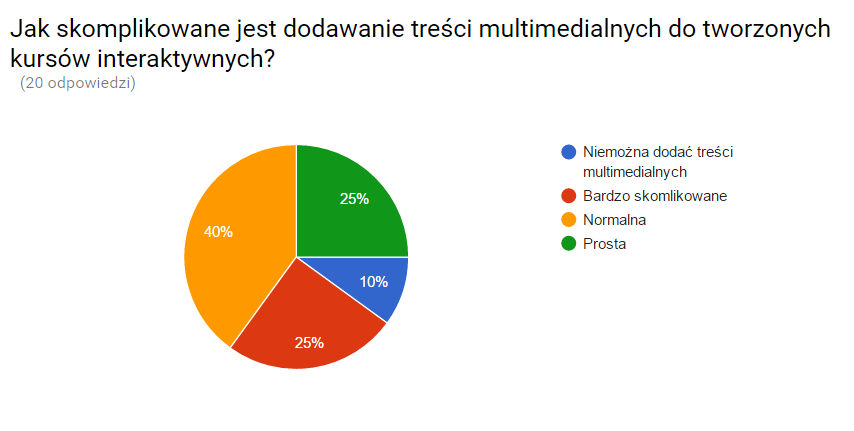 Jak skomplikowane jest dodawanie treści multimedialnych do tworzonych
kursów interaktywnych?
(20 odpowiedzi)
Niemożna dodać treści
multimedialnych
Bardzo skomlikowane
Normalna
Prosta
25%
40%
10%
25%